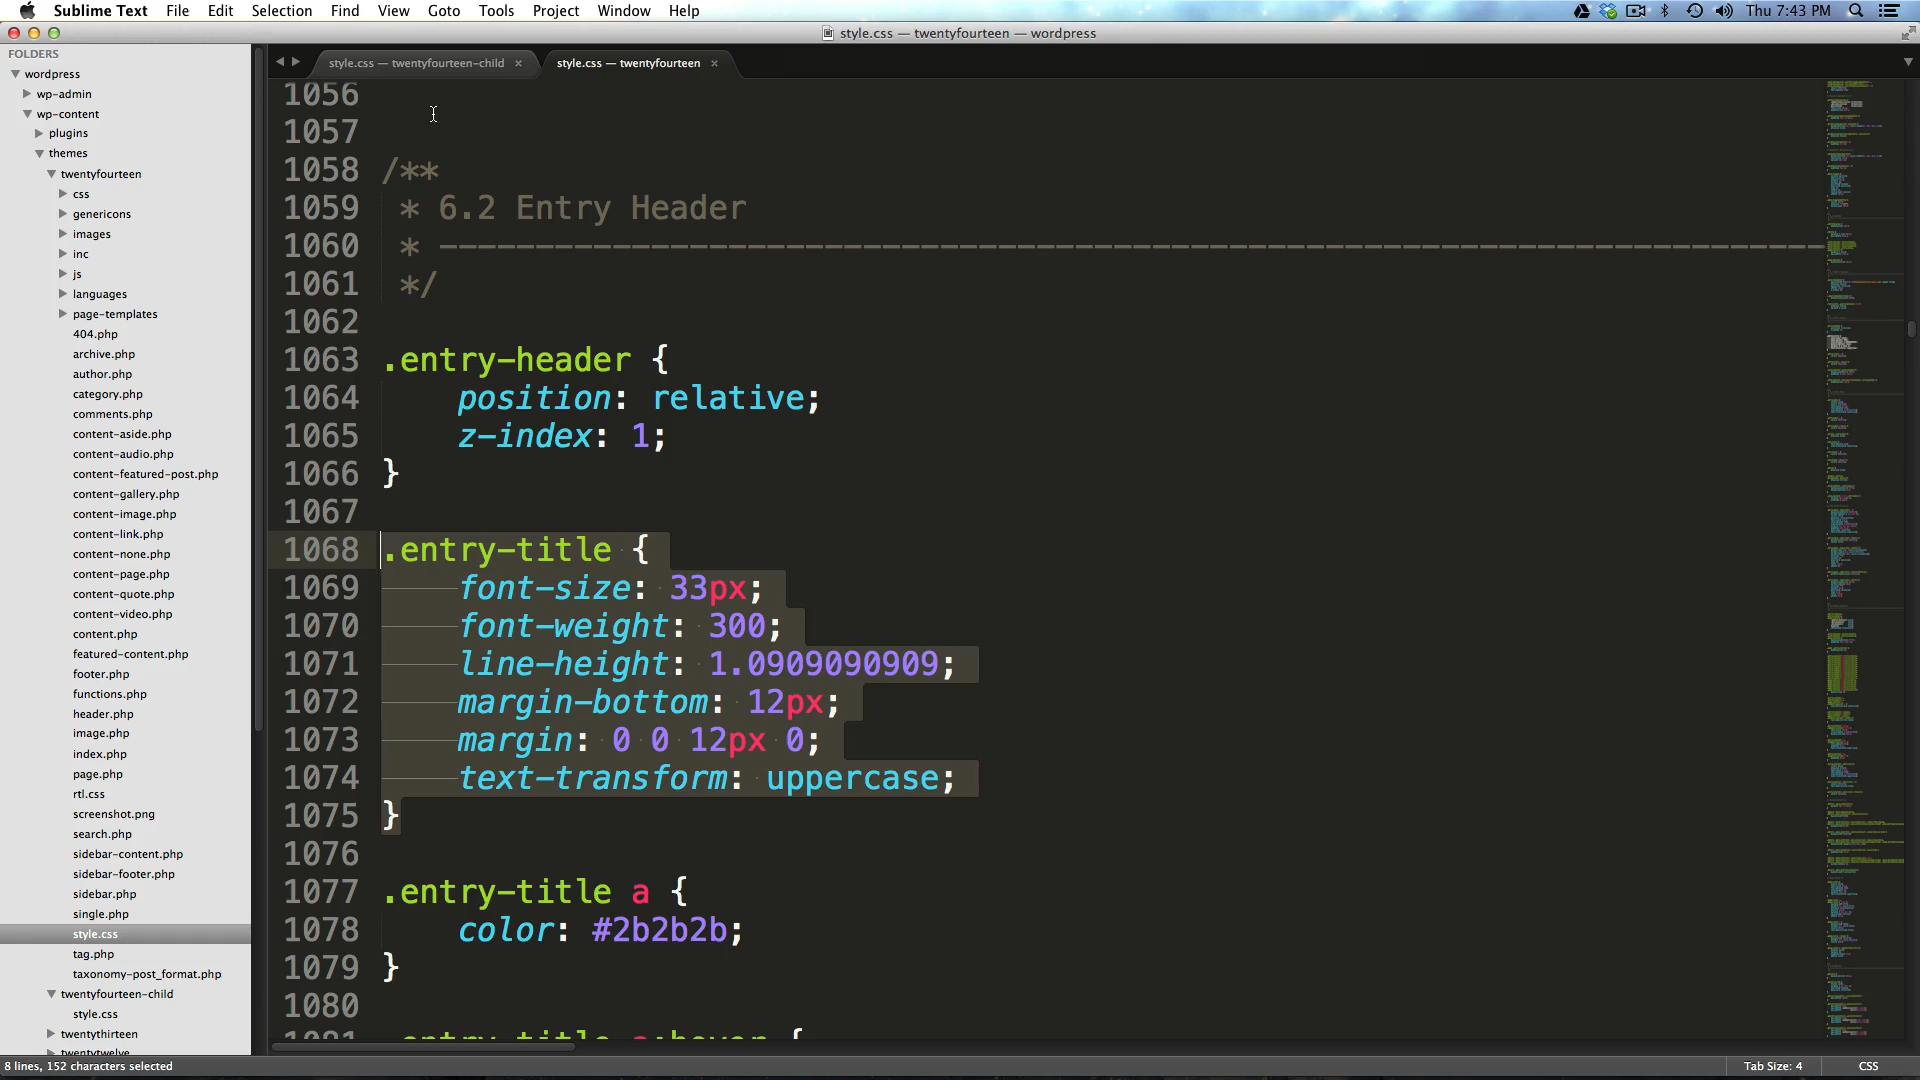 Sublime Text File Edit Selection Find View Goto Tools Project Window Help Thu 7:43 PM
style.css — twentyfourteen — wordpress
FOLDERS
wordpress
wp-admin
wp-content
plugins
themes
twentyfourteen
css
genericons
images
inc
js
languages
page-templates
404.php
archive.php
author.php
category.php
comments.php
content-aside.php
content-audio.php
content-featured-post.php
content-gallery.php
content-image.php
content-link.php
content-none.php
content-page.php
content-quote.php
content-video.php
content.php
featured-content.php
footer.php
functions.php
header.php
image.php
index.php
page.php
rtl.css
screenshot.png
search.php
sidebar-content.php
sidebar-footer.php
sidebar.php
single.php
style.css
tag.php
taxonomy-post_format.php
twentyfourteen-child
style.css
twentythirteen
twentytwelve
style.css — twentyfourteen-child × style.css — twentyfourteen ×
1056
1057
1058 /**
1059 * 6.2 Entry Header
1060 * ------------------------------------------------------------------------
1061 */
1062
1063 .entry-header {
1064 position: relative;
1065 z-index: 1;
1066 }
1067
1068 .entry-title {
1069 font-size: 33px;
1070 font-weight: 300;
1071 line-height: 1.0909090909;
1072 margin-bottom: 12px;
1073 margin: 0 0 12px 0;
1074 text-transform: uppercase;
1075 }
1076
1077 .entry-title a {
1078 color: #2b2b2b;
1079 }
1080
1081 .entry-title a:hover {
8 lines, 152 characters selected Tab Size: 4 CSS